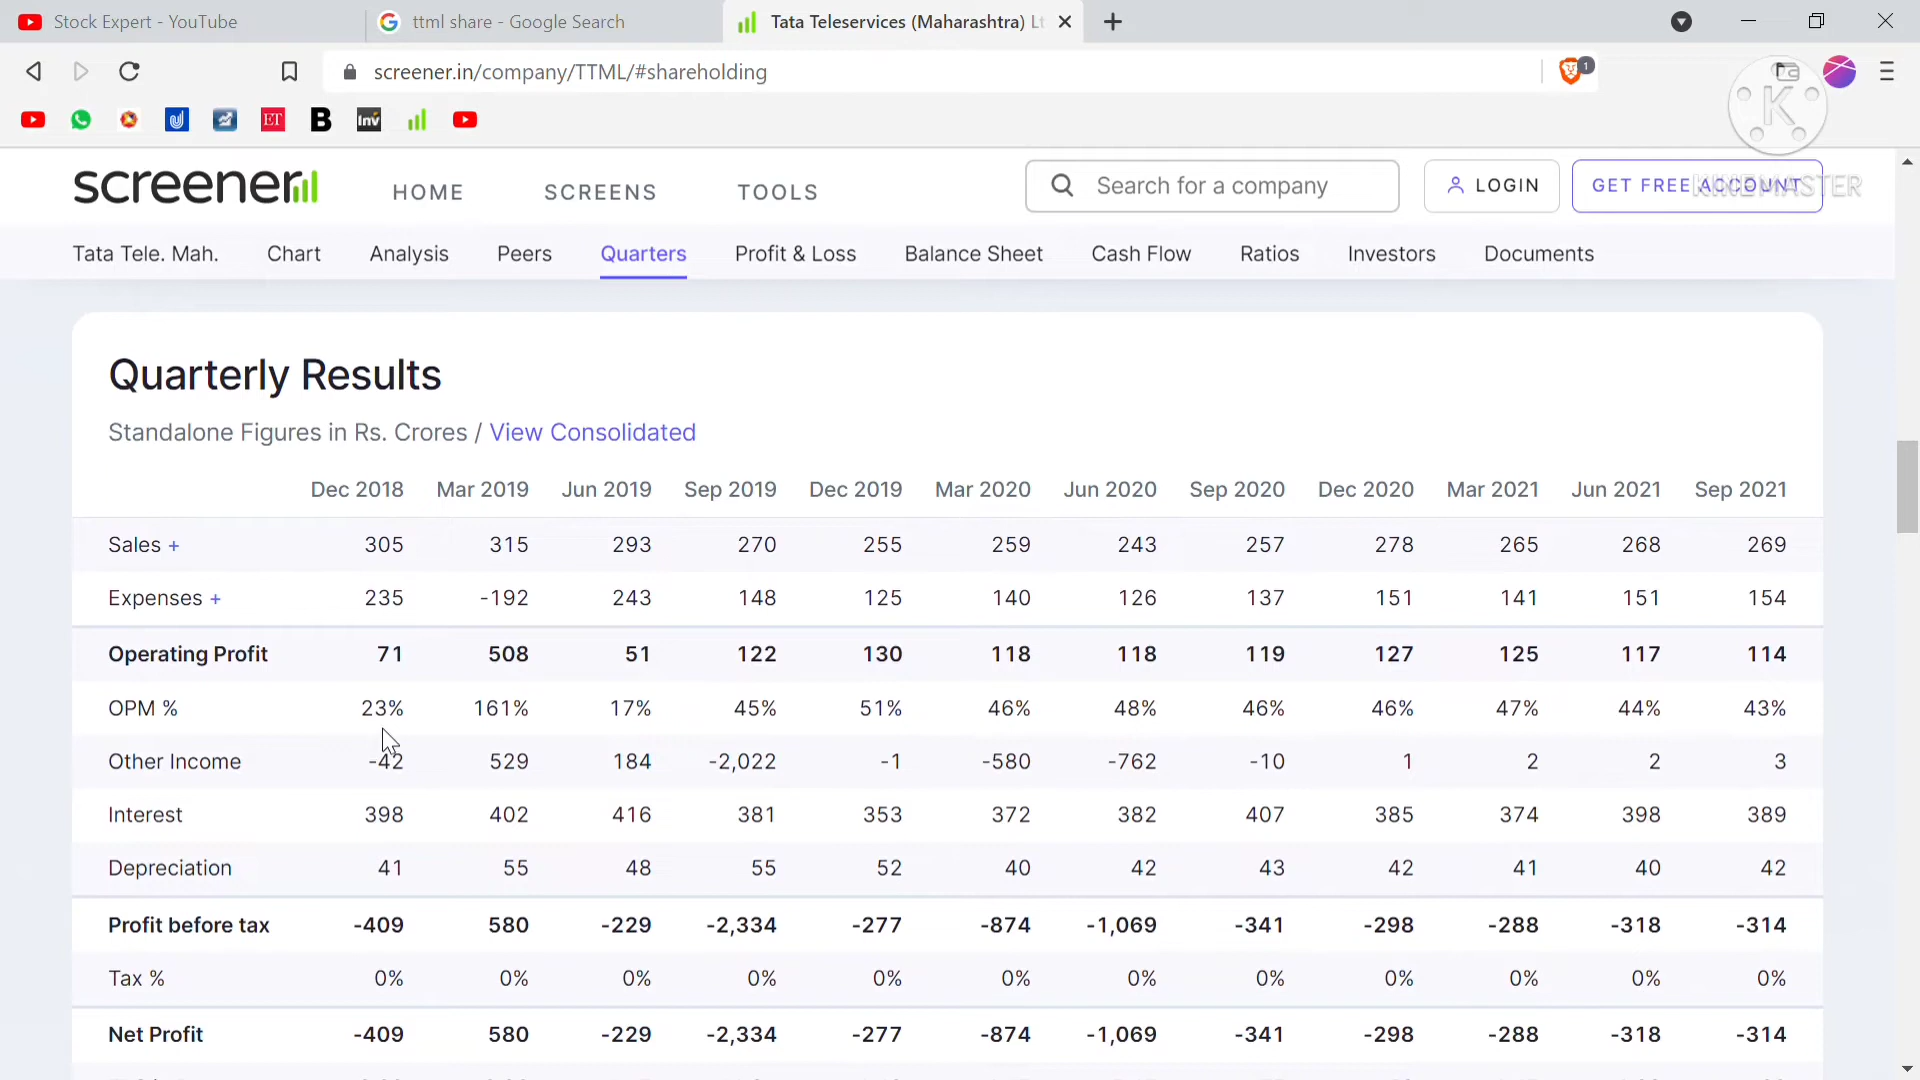 Stock Expert - YouTube ttml share - Google Search Tata Teleservices (Maharashtra) Lt
screener.in/company/TTML/#shareholding 1
ET B Inv
K
KINEMASTER
screener HOME SCREENS TOOLS Search for a company LOGIN GET FREE ACCOUNT
Tata Tele. Mah. Chart Analysis Peers Quarters Profit & Loss Balance Sheet Cash Flow Ratios Investors Documents
Quarterly Results
Standalone Figures in Rs. Crores / View Consolidated
Dec 2018 Mar 2019 Jun 2019 Sep 2019 Dec 2019 Mar 2020 Jun 2020 Sep 2020 Dec 2020 Mar 2021 Jun 2021 Sep 2021
Sales + 305 315 293 270 255 259 243 257 278 265 268 269
Expenses + 235 -192 243 148 125 140 126 137 151 141 151 154
Operating Profit 71 508 51 122 130 118 118 119 127 125 117 114
OPM % 23% 161% 17% 45% 51% 46% 48% 46% 46% 47% 44% 43%
Other Income -42 529 184 -2,022 -1 -580 -762 -10 1 2 2 3
Interest 398 402 416 381 353 372 382 407 385 374 398 389
Depreciation 41 55 48 55 52 40 42 43 42 41 40 42
Profit before tax -409 580 -229 -2,334 -277 -874 -1,069 -341 -298 -288 -318 -314
Tax % 0% 0% 0% 0% 0% 0% 0% 0% 0% 0% 0% 0%
Net Profit -409 580 -229 -2,334 -277 -874 -1,069 -341 -298 -288 -318 -314